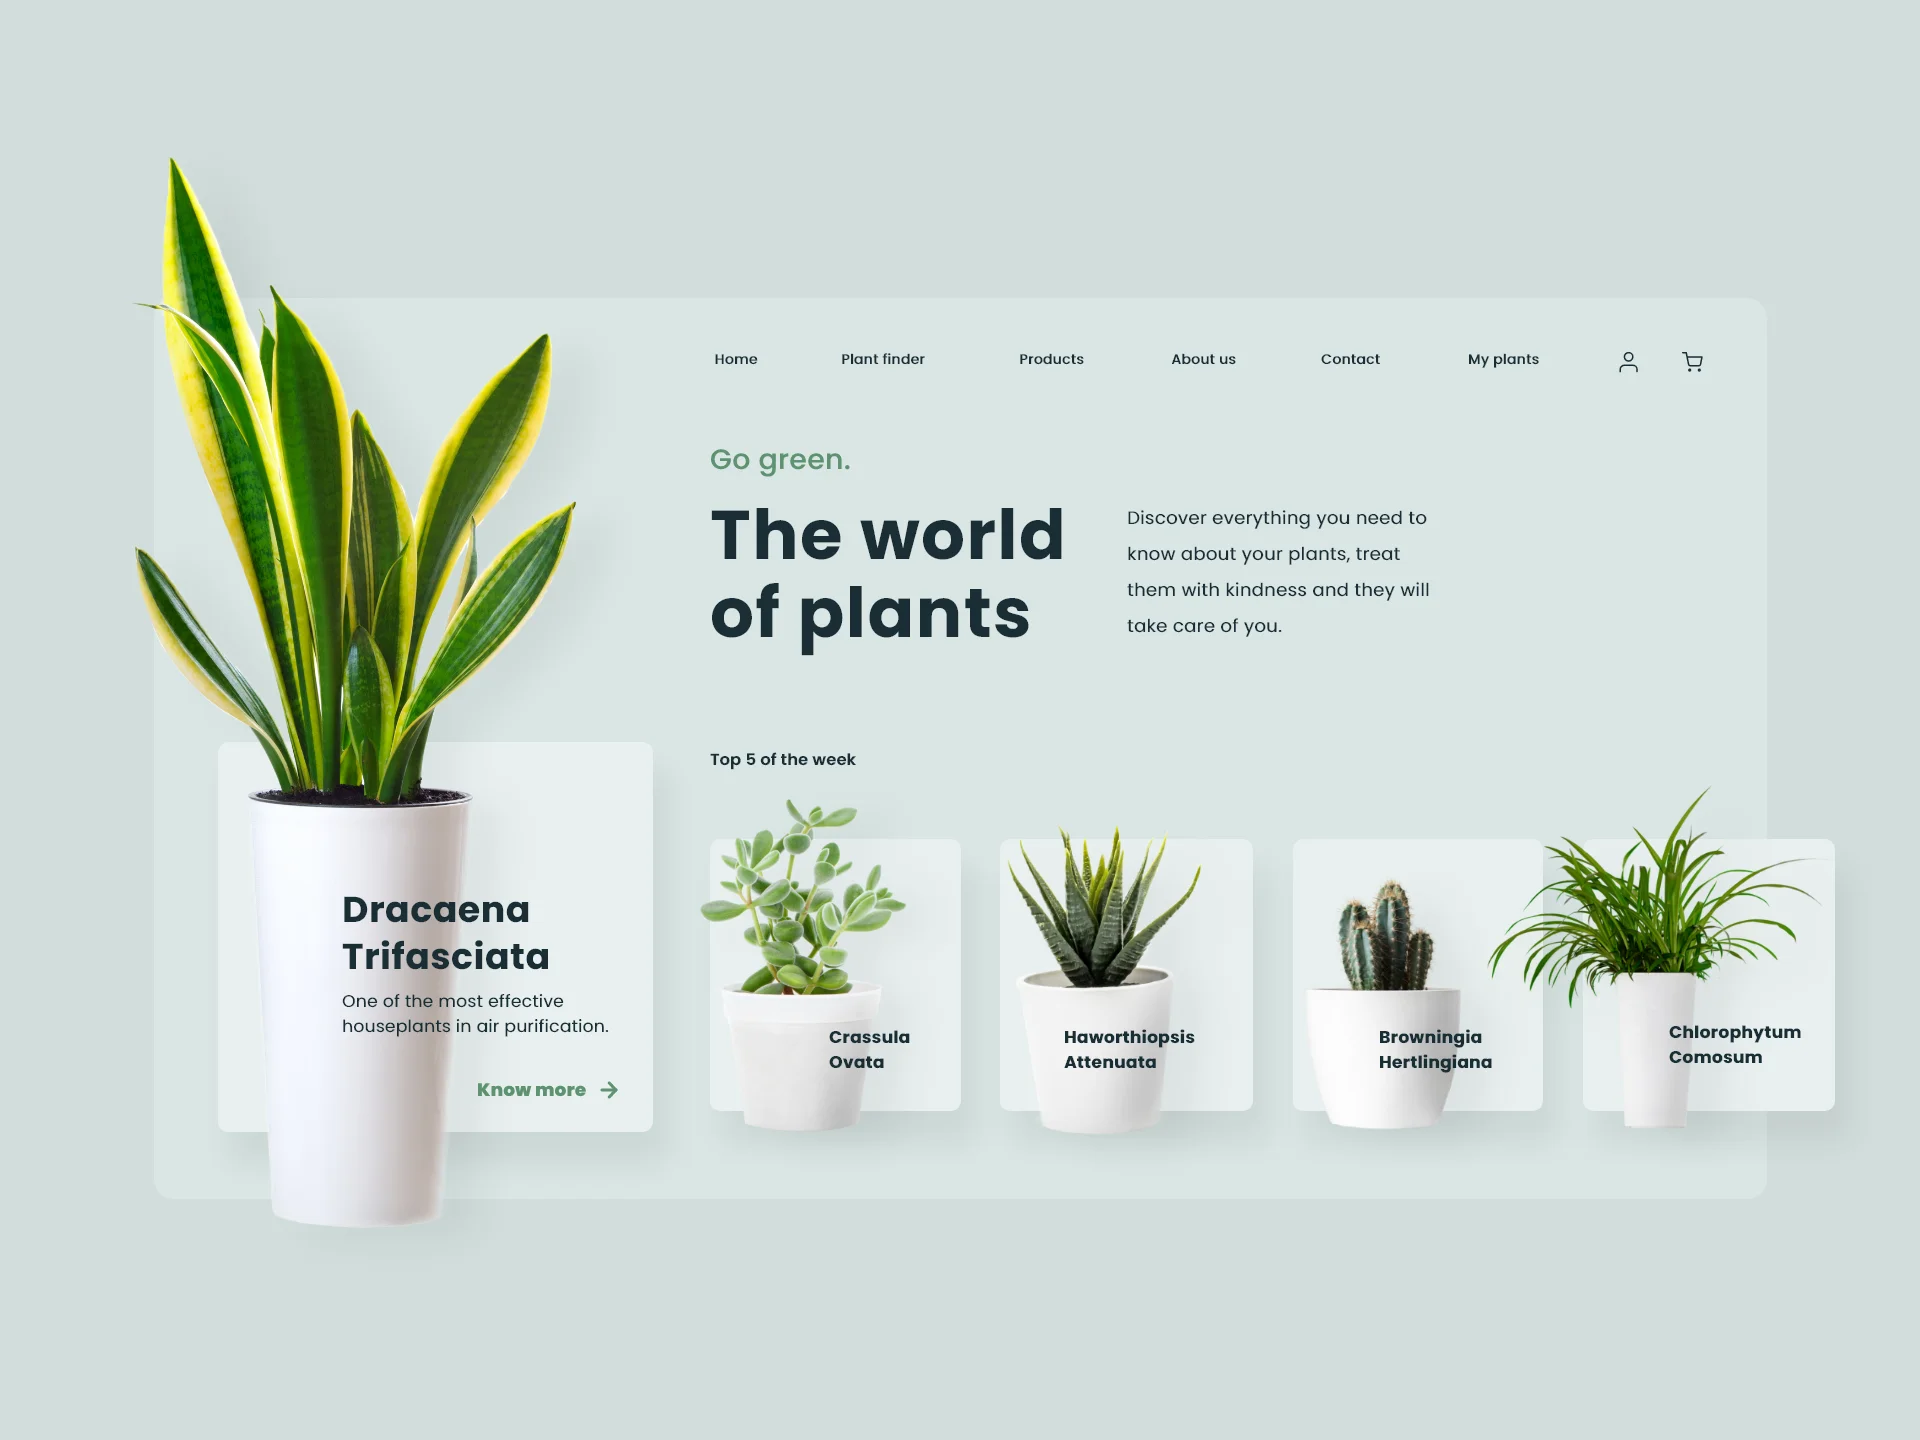 Home
Plant finder
Products
About us
Contact
My plants
Go green.
The world
of plants
Discover everything you need to
know about your plants, treat
them with kindness and they will
take care of you.
Top 5 of the week
Dracaena
Trifasciata
One of the most effective
houseplants in air purification.
Know more
Crassula
Ovata
Haworthiopsis
Attenuata
Browningia
Hertlingiana
Chlorophytum
Comosum